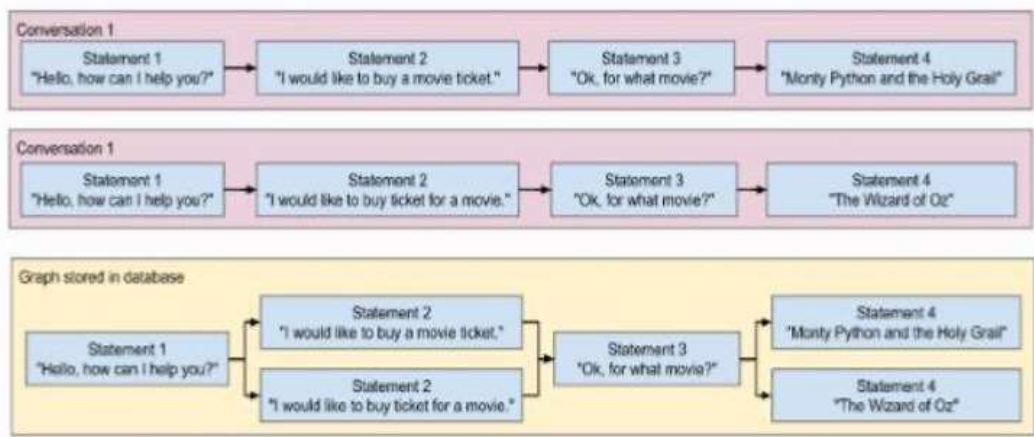 Conversation 1
Statement 1
"Hello, how can I help you?"
Statement 2
"I would like to buy a movie ticket."
Statement 3
"Ok, for what movie?"
Statement 4
"Monty Python and the Holy Grail"
Conversation 1
Statement 1
"Hello, how can I help you?"
Statement 2
"I would like to buy ticket for a movie."
Statement 3
"Ok, for what movie?"
Statement 4
"The Wizard of Oz"
Graph stored in database
Statement 1
"Hello, how can I help you?"
Statement 2
"I would like to buy a movie ticket."
Statement 2
"I would like to buy ticket for a movie."
Statement 3
"Ok, for what movie?"
Statement 4
"Monty Python and the Holy Grail"
Statement 4
"The Wizard of Oz"